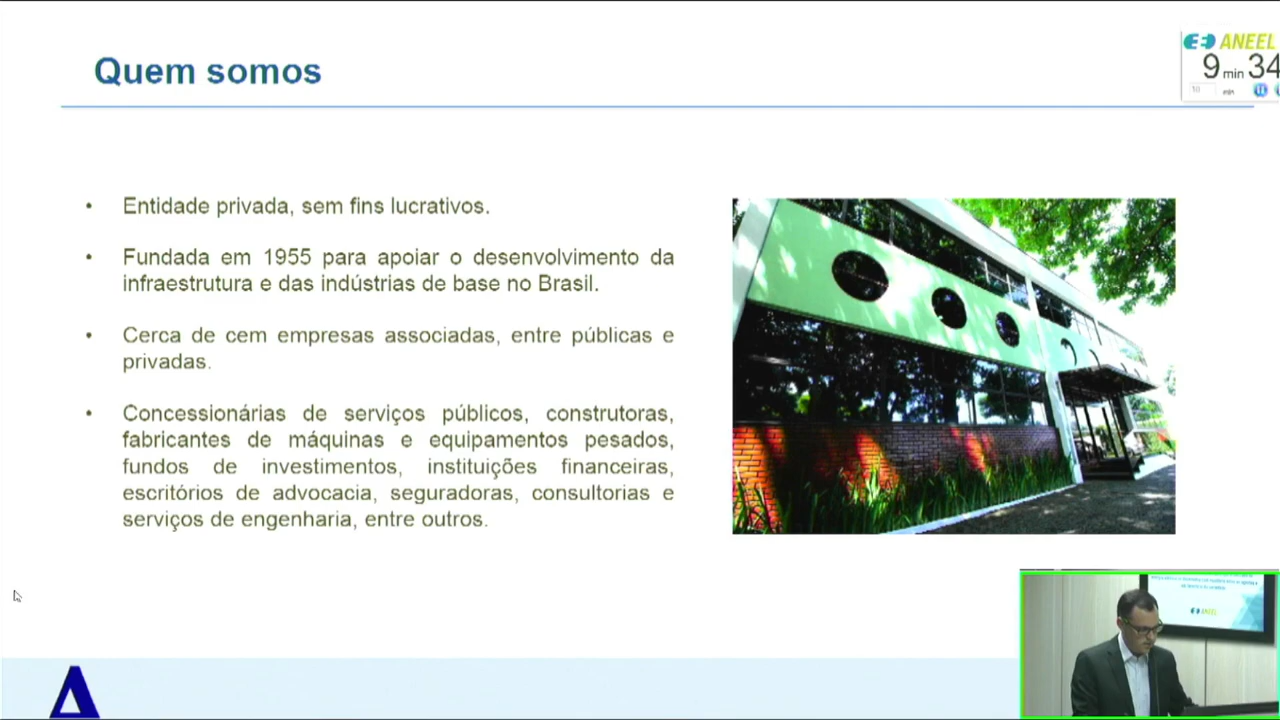 Quem somos
ANEEL
9 min 34
10 min
• Entidade privada, sem fins lucrativos.
• Fundada em 1955 para apoiar o desenvolvimento da
infraestrutura e das indústrias de base no Brasil.
• Cerca de cem empresas associadas, entre públicas e
privadas.
• Concessionárias de serviços públicos, construtoras,
fabricantes de máquinas e equipamentos pesados,
fundos de investimentos, instituições financeiras,
escritórios de advocacia, seguradoras, consultorias e
serviços de engenharia, entre outros.
ANEEL